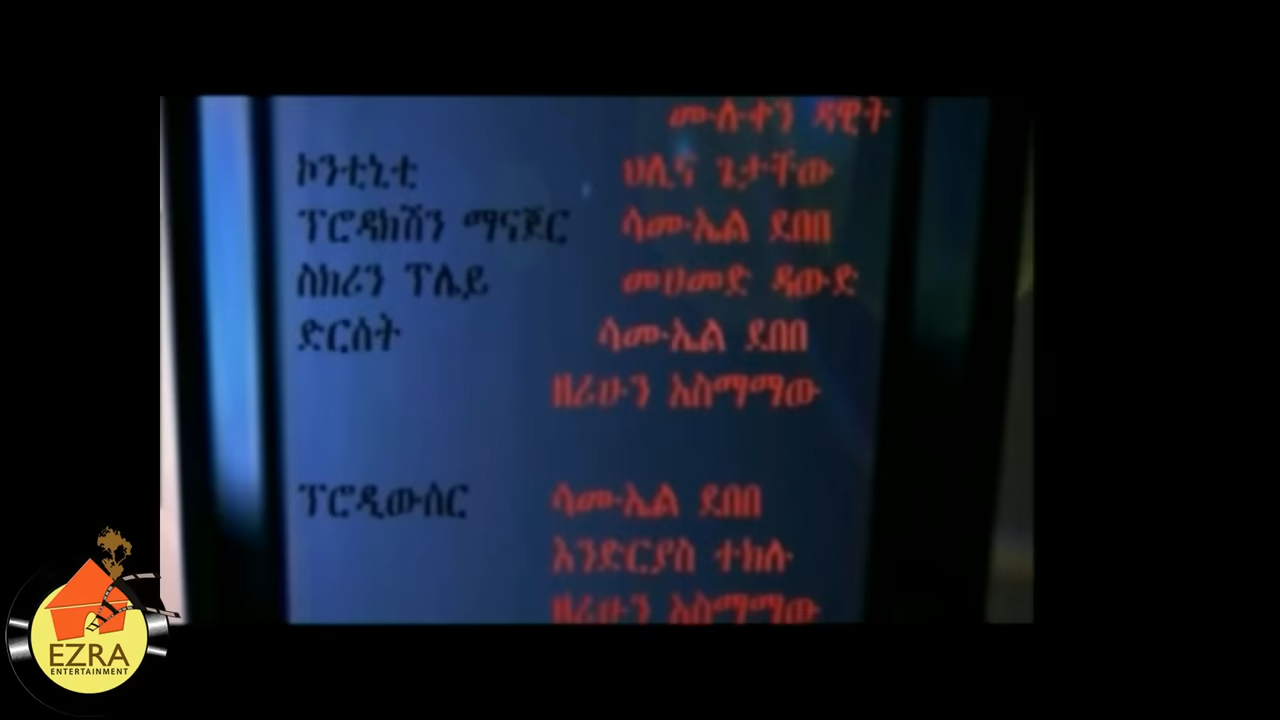 ሙሉቀን ዳዊት
ኮንቲኒቲ ህሊና ጌታቸው
ፕሮዳክሽን ማናጀር ሳሙኤል ደበበ
ስክሪን ፕሌይ መሀመድ ዳውድ
ድርሰት ሳሙኤል ደበበ
ዘሪሁን አስማማው
ፕሮዲውሰር ሳሙኤል ደበበ
እንድርያስ ተክሉ
ዘሪሁን አስማማው
EZRA
ENTERTAINMENT